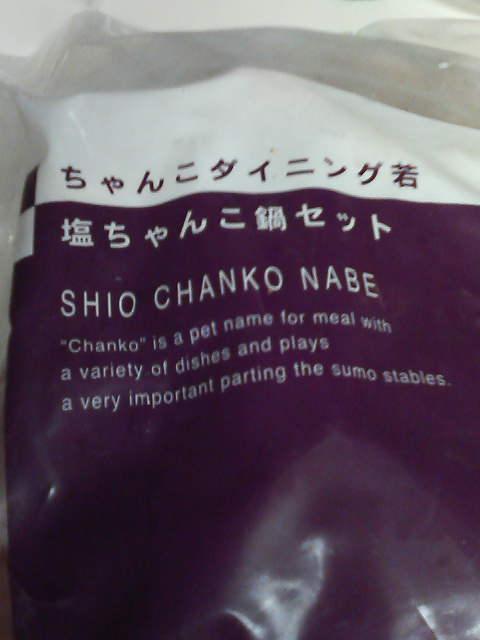 ちゃんこダイニング若
塩ちゃんこ鍋セット
SHIO CHANKO NABE
"Chanko" is a pet name for meal with
a variety of dishes and plays
a very important parting the sumo stables.